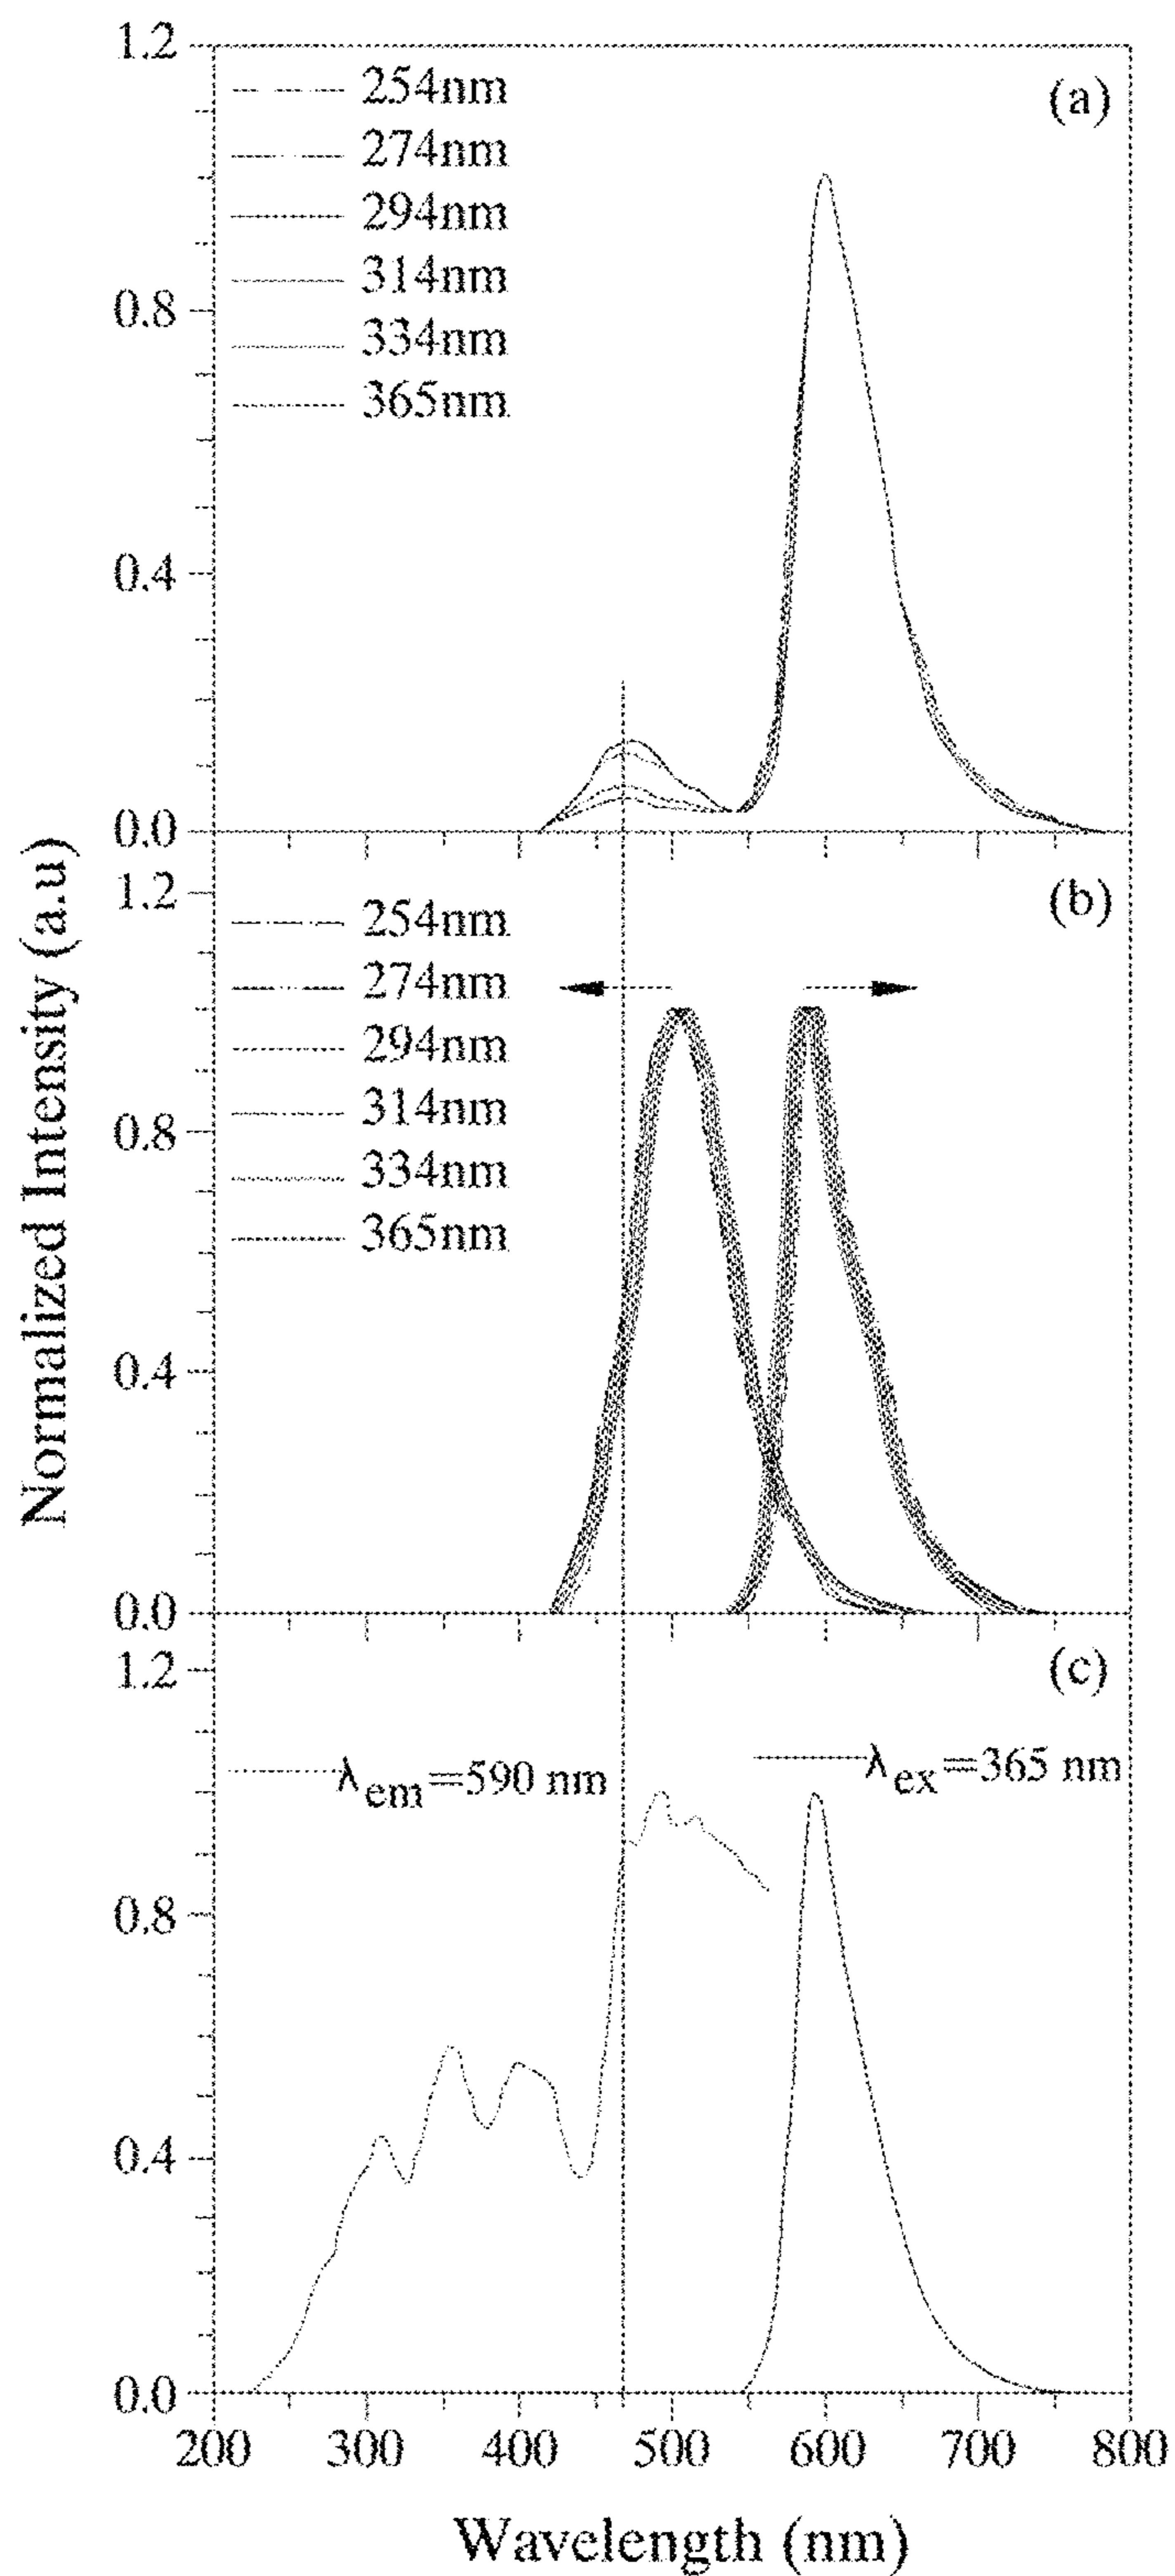 Normalized Intensity (a.u)
1.2
0.8
0.4
0.0
254nm
274nm
294nm
314nm
334nm
365nm
(a)
1.2
0.8
0.4
0.0
254nm
274nm
294nm
314nm
334nm
365nm
(b)
1.2
0.8
0.4
0.0
λem=590 nm
λex=365 nm
(c)
200 300 400 500 600 700 800
Wavelength (nm)